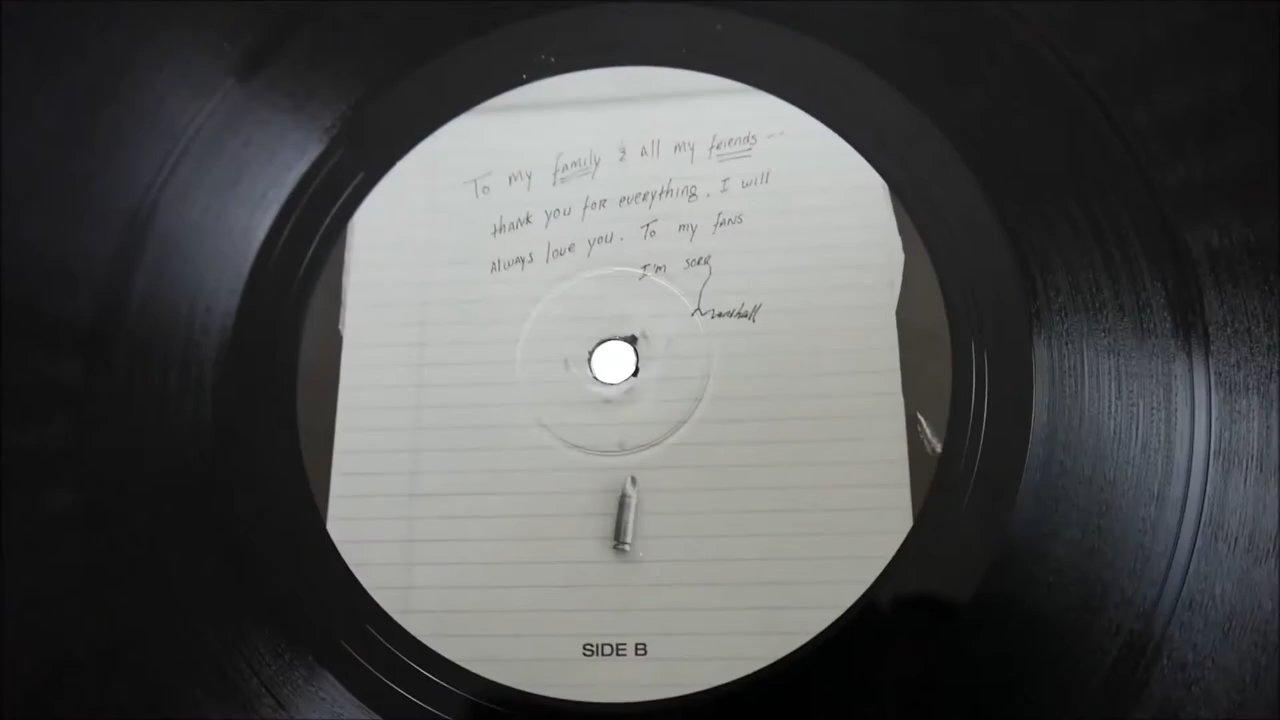 To my family & all my friends --
thank you for everything. I will
Always love you. To my fans
I'm sorry
Marshall
SIDE B